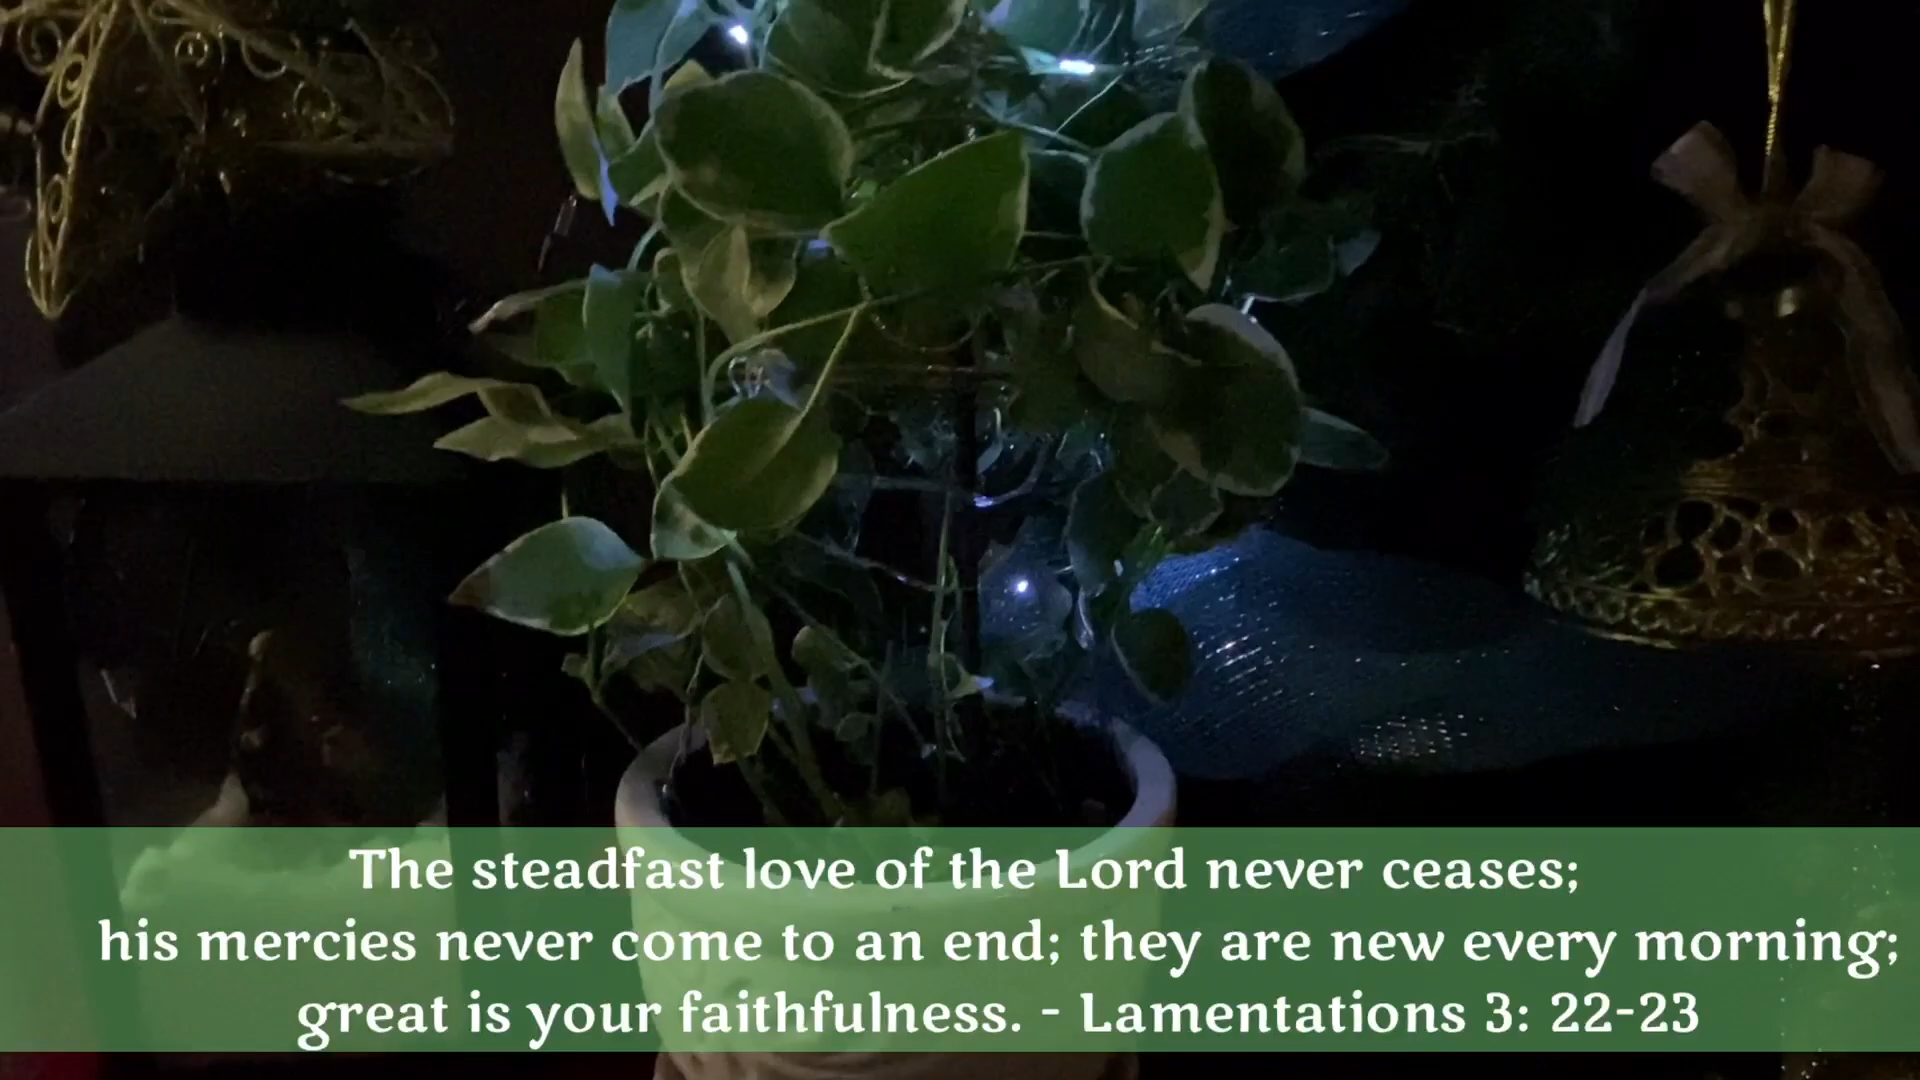 The steadfast love of the Lord never ceases;
his mercies never come to an end; they are new every morning;
great is your faithfulness. - Lamentations 3: 22-23